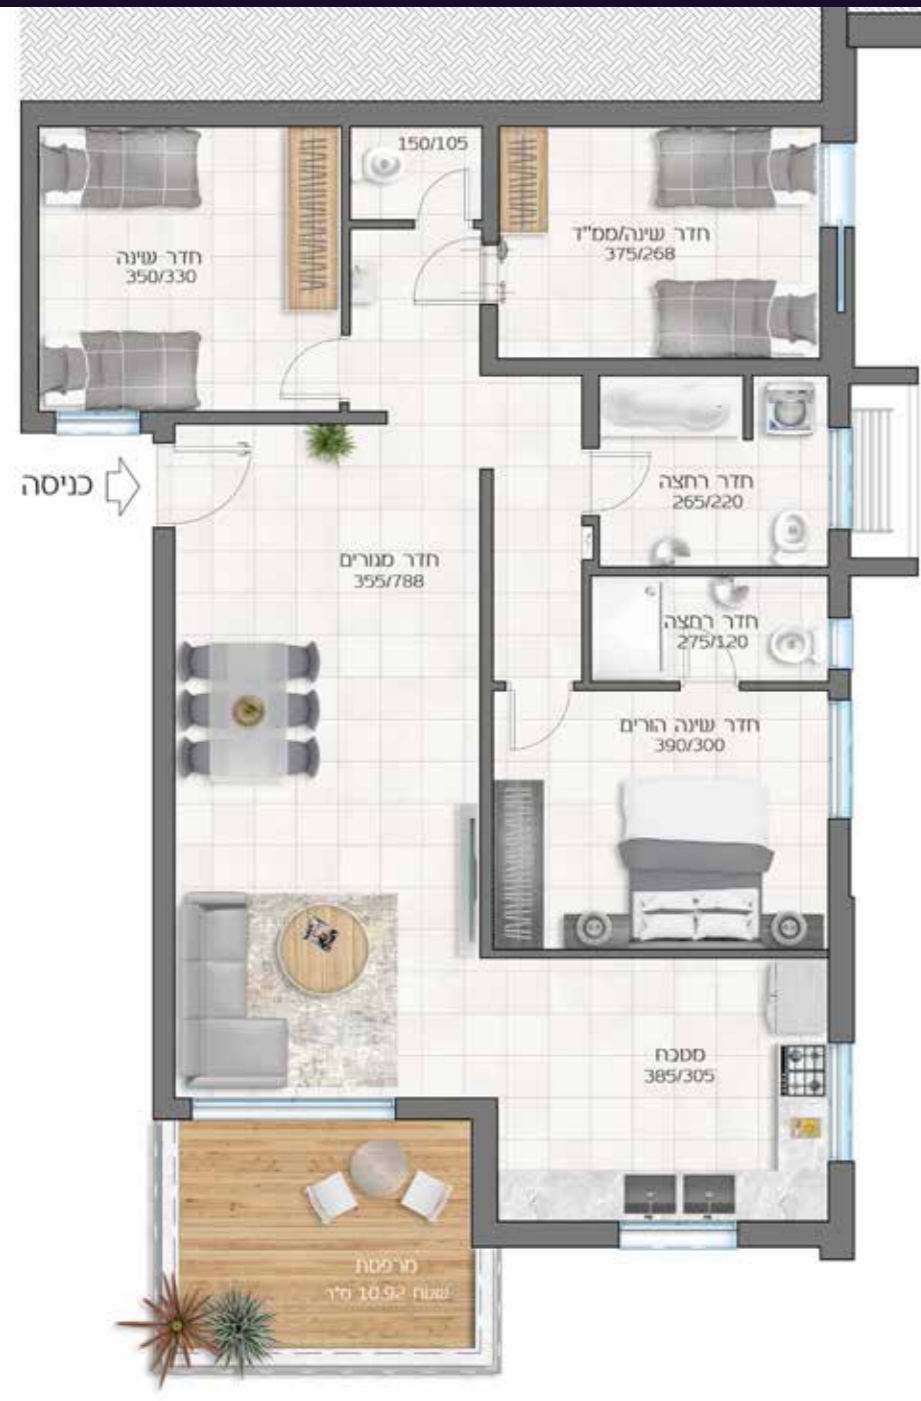 150/105
חדר שינה
350/330
חדר שינה/ממ"ד
375/268
כניסה
חדר רחצה
265/220
חדר מגורים
355/788
חדר רחצה
275/120
חדר שינה הורים
390/300
מטבח
385/305
מרפסת
שטח 10.92 מ"ר